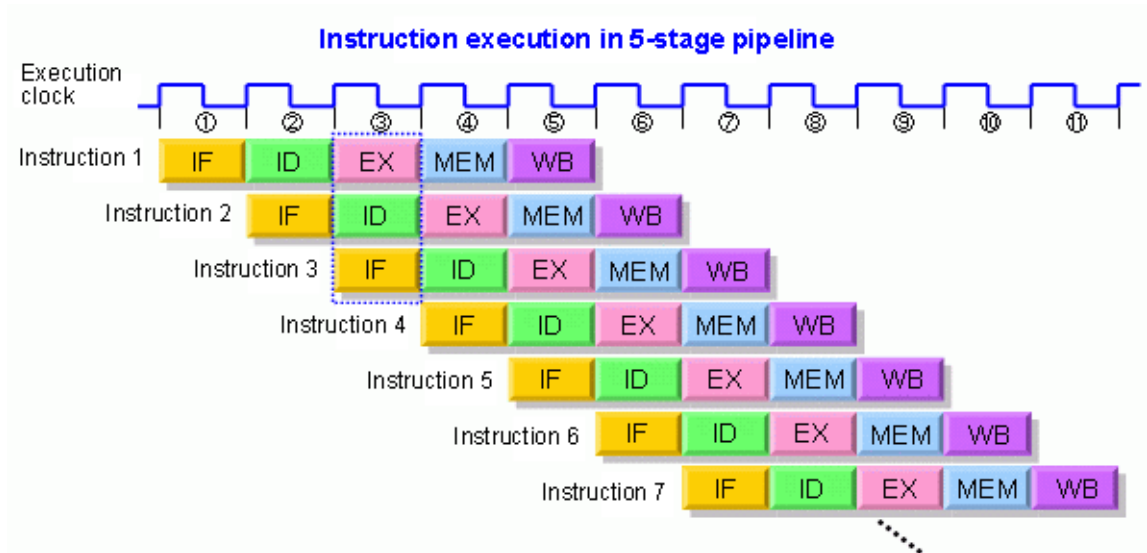 Instruction execution in 5-stage pipeline
Execution
clock
① ② ③ ④ ⑤ ⑥ ⑦ ⑧ ⑨ ⑩ ⑪
Instruction 1 IF ID EX MEM WB
Instruction 2 IF ID EX MEM WB
Instruction 3 IF ID EX MEM WB
Instruction 4 IF ID EX MEM WB
Instruction 5 IF ID EX MEM WB
Instruction 6 IF ID EX MEM WB
Instruction 7 IF ID EX MEM WB